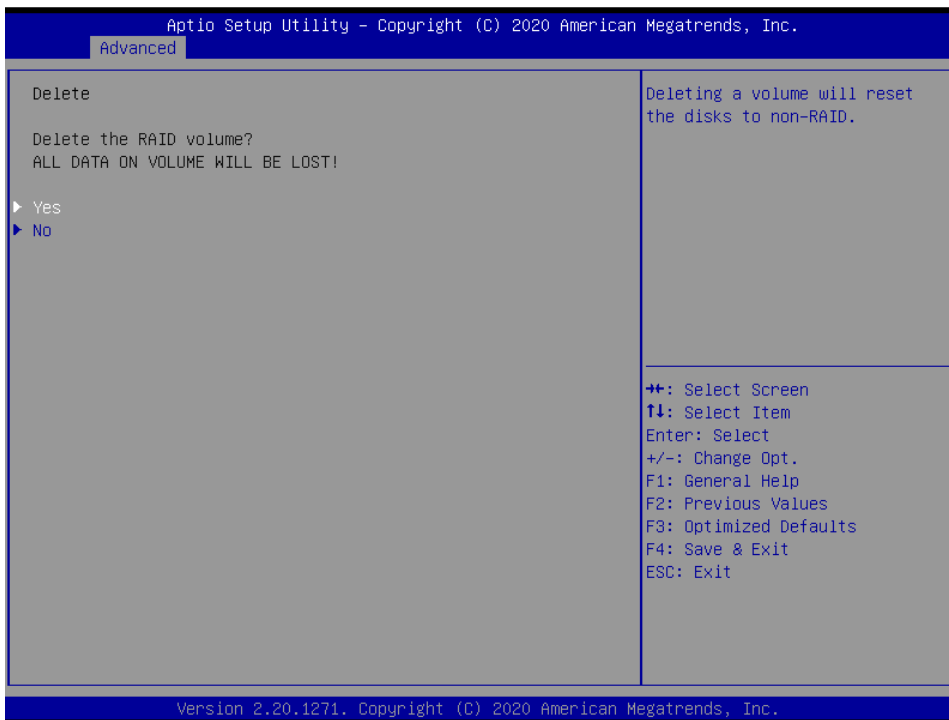 Aptio Setup Utility – Copyright (C) 2020 American Megatrends, Inc.
Advanced
Delete
Delete the RAID volume?
ALL DATA ON VOLUME WILL BE LOST!
▶ Yes
▶ No
Deleting a volume will reset
the disks to non-RAID.
→←: Select Screen
↑↓: Select Item
Enter: Select
+/-: Change Opt.
F1: General Help
F2: Previous Values
F3: Optimized Defaults
F4: Save & Exit
ESC: Exit
Version 2.20.1271. Copyright (C) 2020 American Megatrends, Inc.